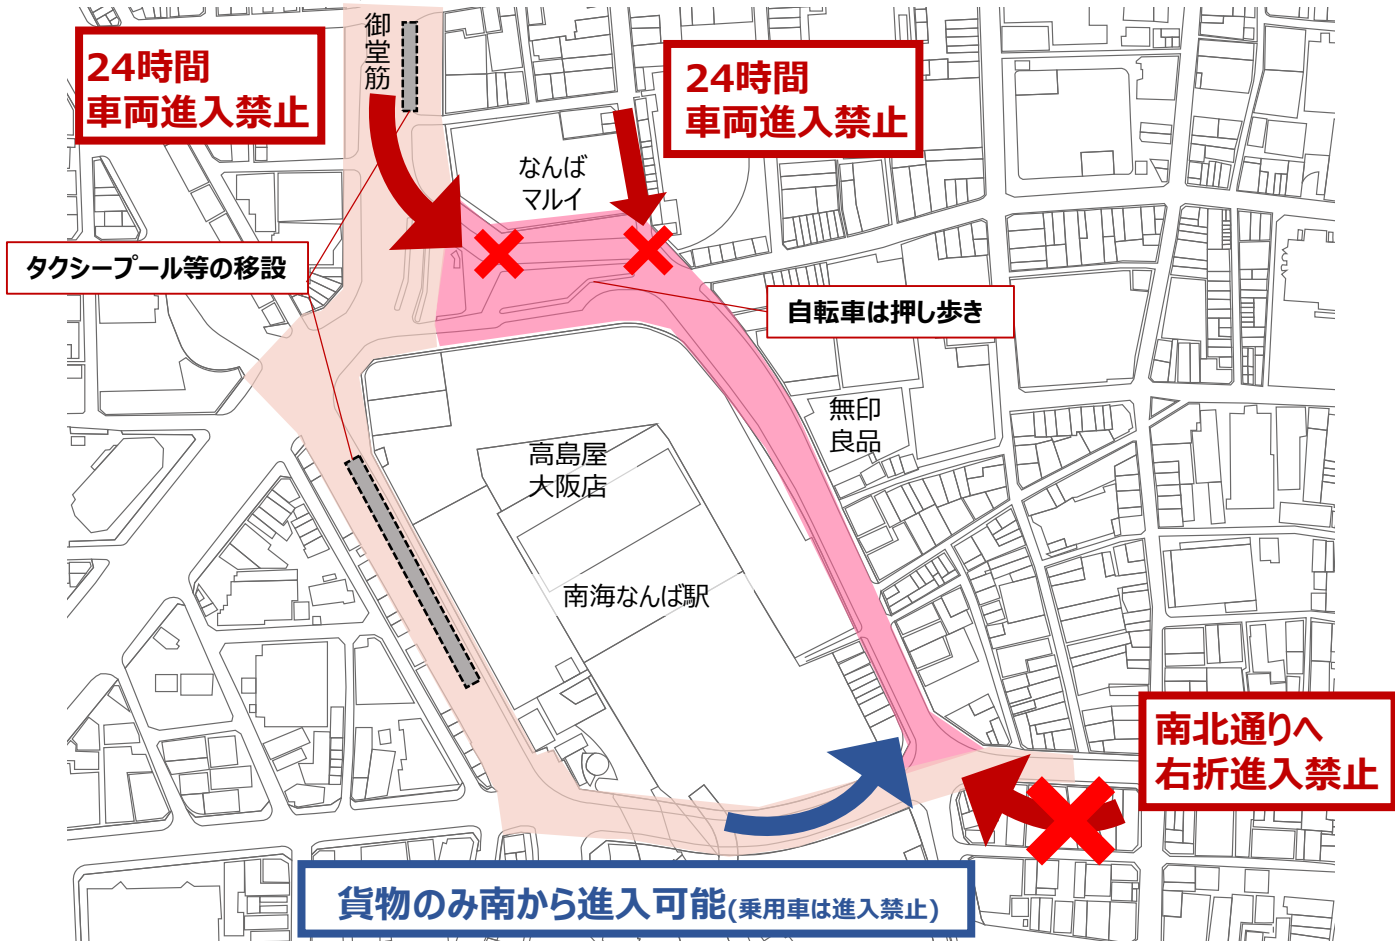 御堂筋
24時間
車両進入禁止
24時間
車両進入禁止
なんば
マルイ
タクシープール等の移設
自転車は押し歩き
無印
良品
高島屋
大阪店
南海なんば駅
南北通りへ
右折進入禁止
貨物のみ南から進入可能(乗用車は進入禁止)